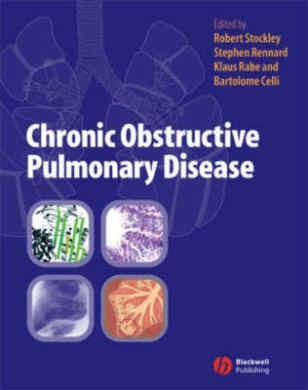 Edited by
Robert Stockley
Stephen Rennard
Klaus Rabe and
Bartolome Celli
Chronic Obstructive
Pulmonary Disease
Blackwell
Publishing